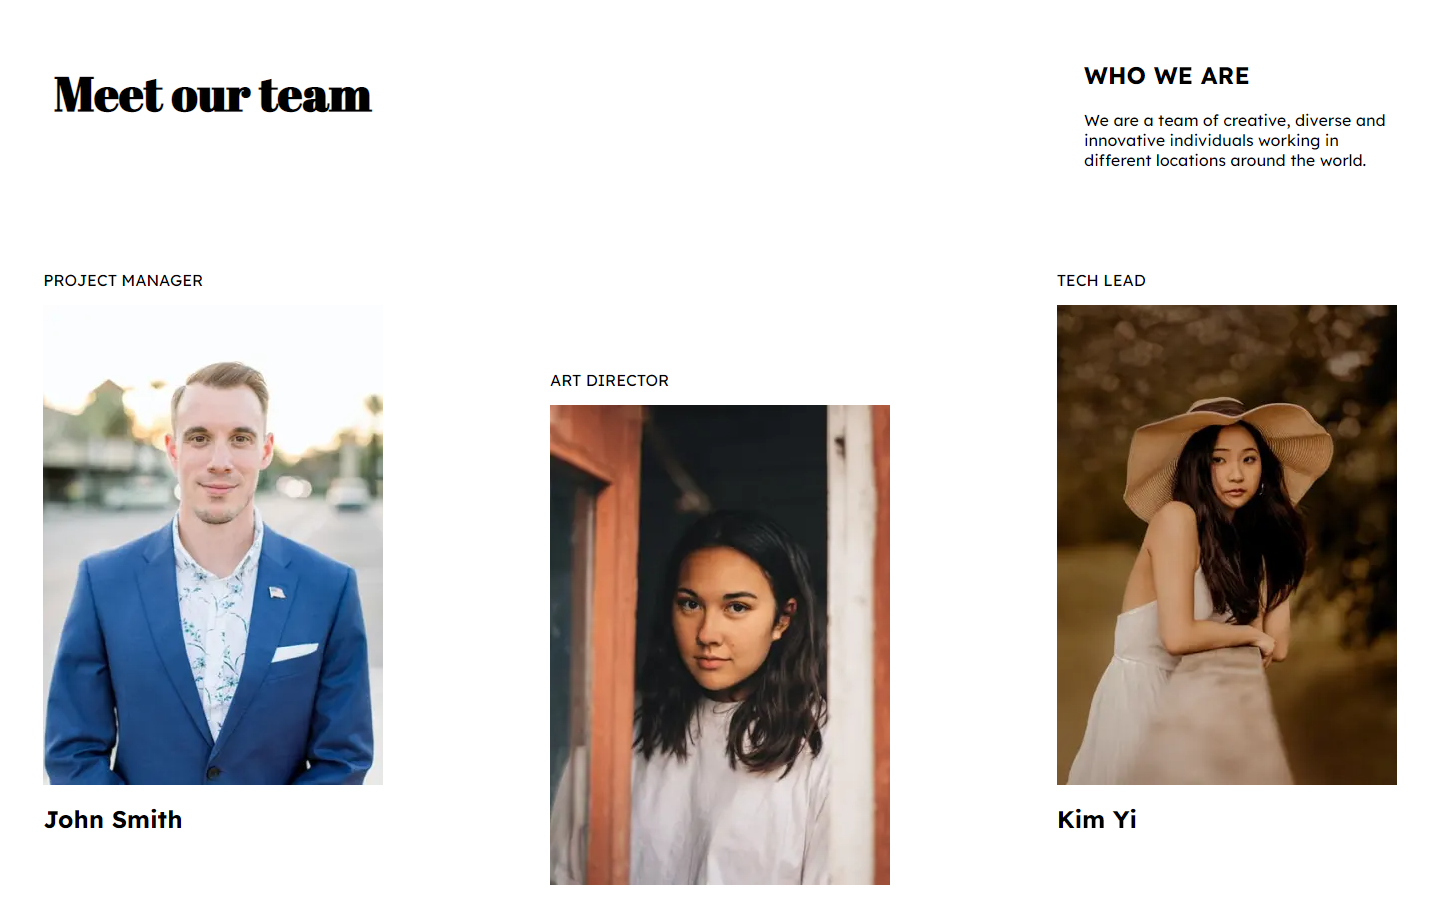 Meet our team
WHO WE ARE
We are a team of creative, diverse and
innovative individuals working in
different locations around the world.
PROJECT MANAGER
John Smith
ART DIRECTOR
TECH LEAD
Kim Yi